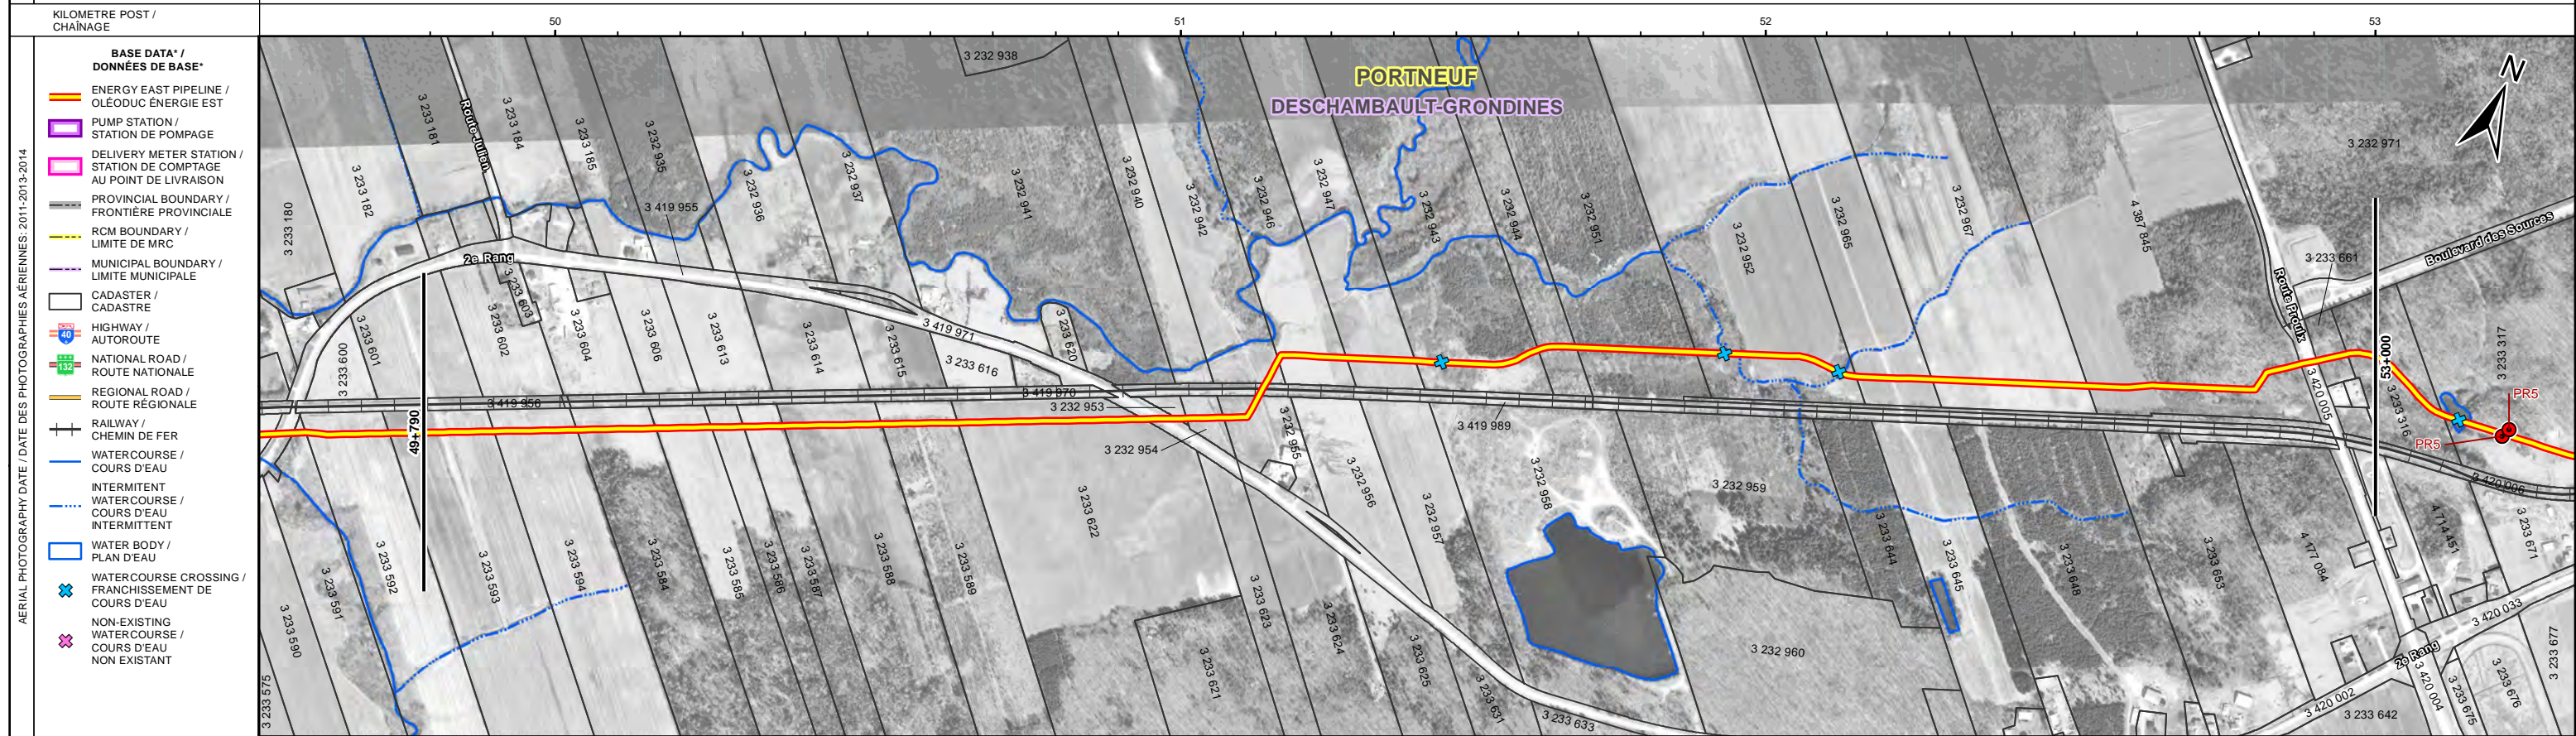 KILOMETRE POST /
CHAÎNAGE
50
51
52
53
AERIAL PHOTOGRAPHY DATE / DATE DES PHOTOGRAPHIES AÉRIENNES: 2011-2013-2014
BASE DATA* /
DONNÉES DE BASE*
ENERGY EAST PIPELINE /
OLÉODUC ÉNERGIE EST
PUMP STATION /
STATION DE POMPAGE
DELIVERY METER STATION /
STATION DE COMPTAGE
AU POINT DE LIVRAISON
PROVINCIAL BOUNDARY /
FRONTIÈRE PROVINCIALE
RCM BOUNDARY /
LIMITE DE MRC
MUNICIPAL BOUNDARY /
LIMITE MUNICIPALE
CADASTER /
CADASTRE
40
HIGHWAY /
AUTOROUTE
132
NATIONAL ROAD /
ROUTE NATIONALE
REGIONAL ROAD /
ROUTE RÉGIONALE
RAILWAY /
CHEMIN DE FER
WATERCOURSE /
COURS D'EAU
INTERMITENT
WATERCOURSE /
COURS D'EAU
INTERMITTENT
WATER BODY /
PLAN D'EAU
WATERCOURSE CROSSING /
FRANCHISSEMENT DE
COURS D'EAU
NON-EXISTING
WATERCOURSE /
COURS D'EAU
NON EXISTANT
PORTNEUF
DESCHAMBAULT-GRONDINES
N
3 232 938
3 233 180
3 233 182
3 233 181
Route Julien
3 233 184
3 233 185
3 232 935
3 419 955
3 232 936
3 232 937
3 232 941
3 232 940
3 232 942
3 232 946
3 232 947
3 232 943
3 232 944
3 232 951
3 232 952
3 232 965
3 232 967
4 387 845
3 232 971
3 233 661
Boulevard des Sources
Route Proulx
2e Rang
3 233 600
3 233 601
3 233 602
3 233 603
3 233 604
3 233 606
3 233 613
3 233 614
3 233 615
3 419 971
3 233 616
3 233 620
3 419 956
3 419 970
3 232 953
3 232 954
3 232 955
3 419 989
49+790
53+000
3 420 005
3 233 316
3 233 317
PR5
PR5
3 420 006
3 232 956
3 232 957
3 232 958
3 232 959
3 232 960
3 233 575
3 233 590
3 233 591
3 233 592
3 233 593
3 233 594
3 233 584
3 233 585
3 233 586
3 233 587
3 233 588
3 233 589
3 233 622
3 233 621
3 233 623
3 233 624
3 233 625
3 233 631
3 233 633
3 233 644
3 233 645
3 233 648
3 233 653
4 177 084
4 714 451
3 233 671
3 420 033
2e Rang
3 420 002
3 420 004
3 233 642
3 233 675
3 233 676
3 233 677